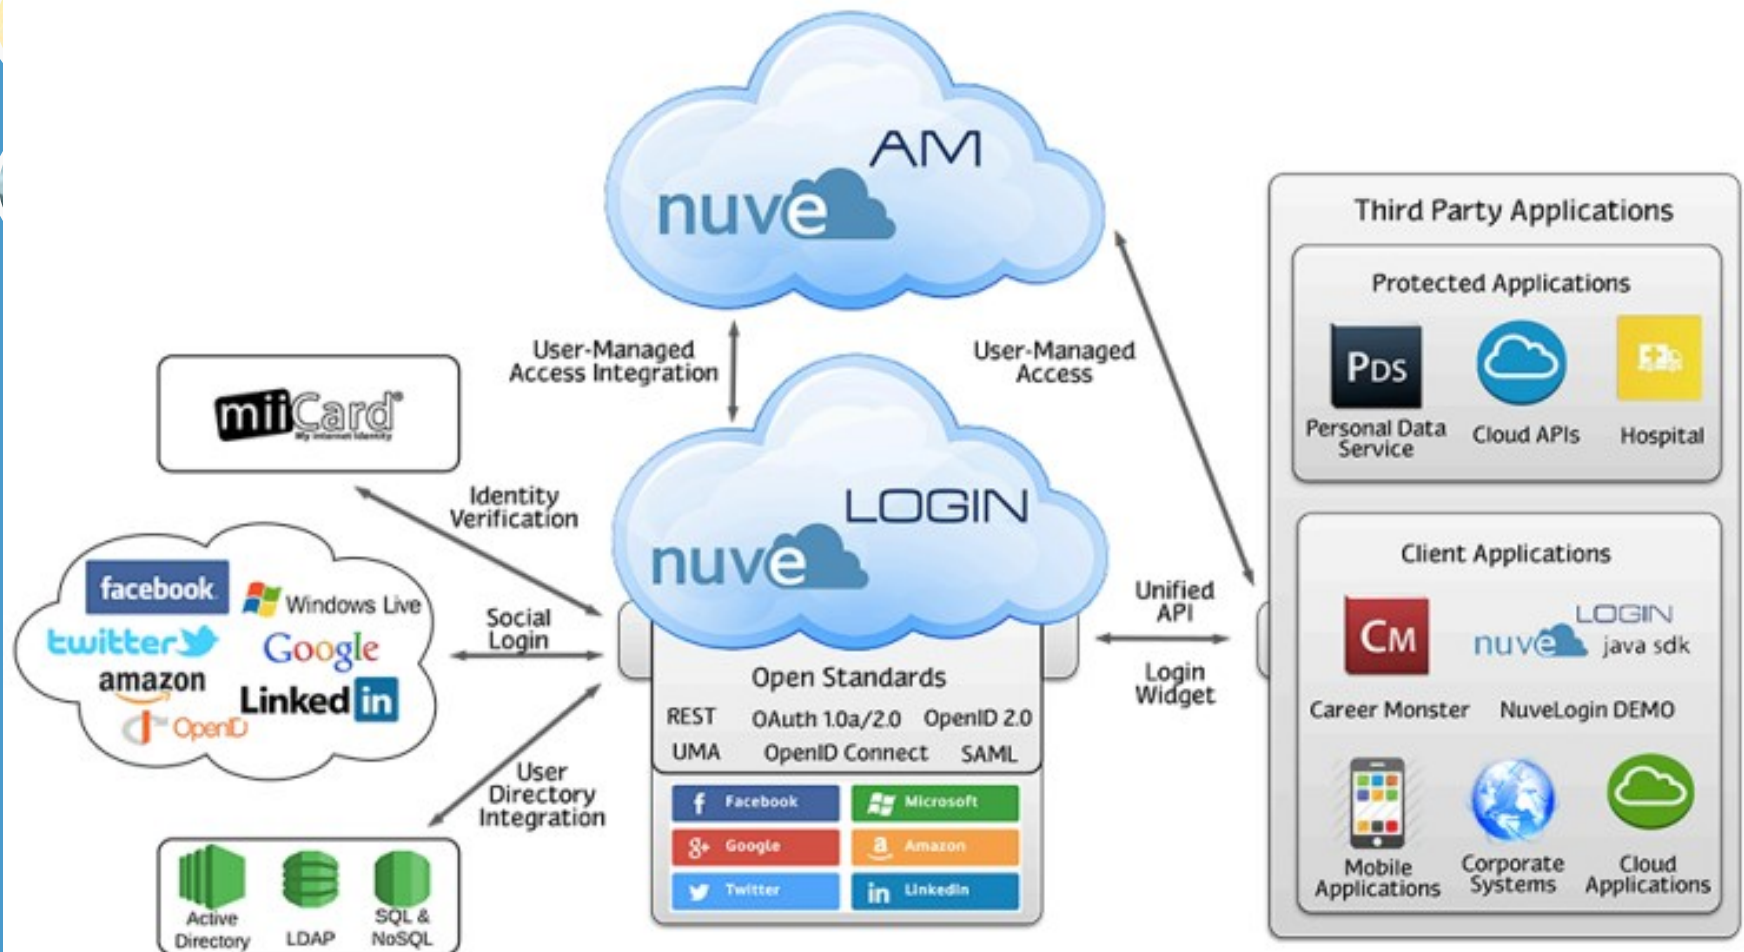 AM
nuve
User-Managed
Access Integration
User-Managed
Access
miiCard®
My Internet Identity
Identity
Verification
LOGIN
nuve
facebook
Windows Live
twitter
Google
amazon
LinkedIn
OpenID
Social
Login
User
Directory
Integration
Active
Directory
LDAP
SQL &
NoSQL
Open Standards
REST OAuth 1.0a/2.0 OpenID 2.0
UMA OpenID Connect SAML
f Facebook
Microsoft
g+ Google
a Amazon
Twitter
in LinkedIn
Unified
API
Login
Widget
Third Party Applications
Protected Applications
PDS
Personal Data
Service
Cloud APIs
Hospital
Client Applications
CM
Career Monster
LOGIN
nuve java sdk
NuveLogin DEMO
Mobile
Applications
Corporate
Systems
Cloud
Applications